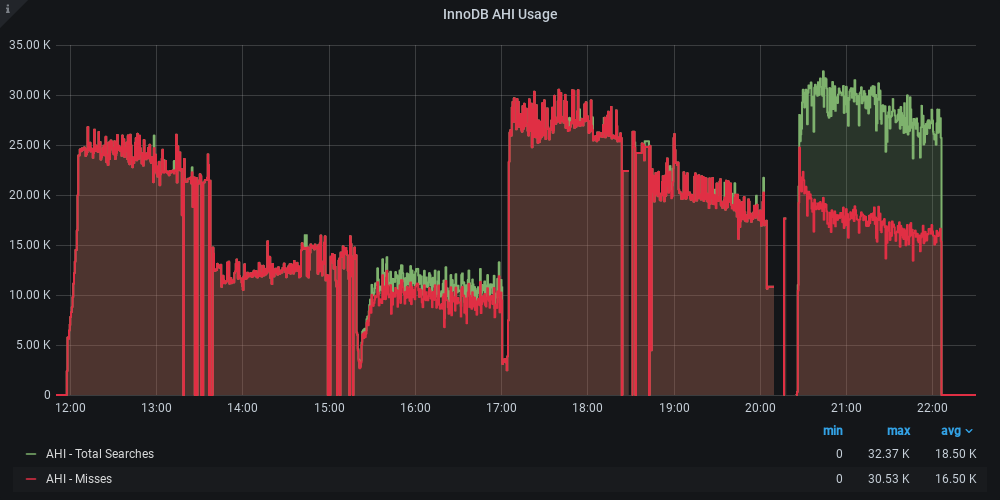 i
InnoDB AHI Usage
35.00 K
30.00 K
25.00 K
20.00 K
15.00 K
10.00 K
5.00 K
0
12:00 13:00 14:00 15:00 16:00 17:00 18:00 19:00 20:00 21:00 22:00
min max avg
AHI - Total Searches 0 32.37 K 18.50 K
AHI - Misses 0 30.53 K 16.50 K